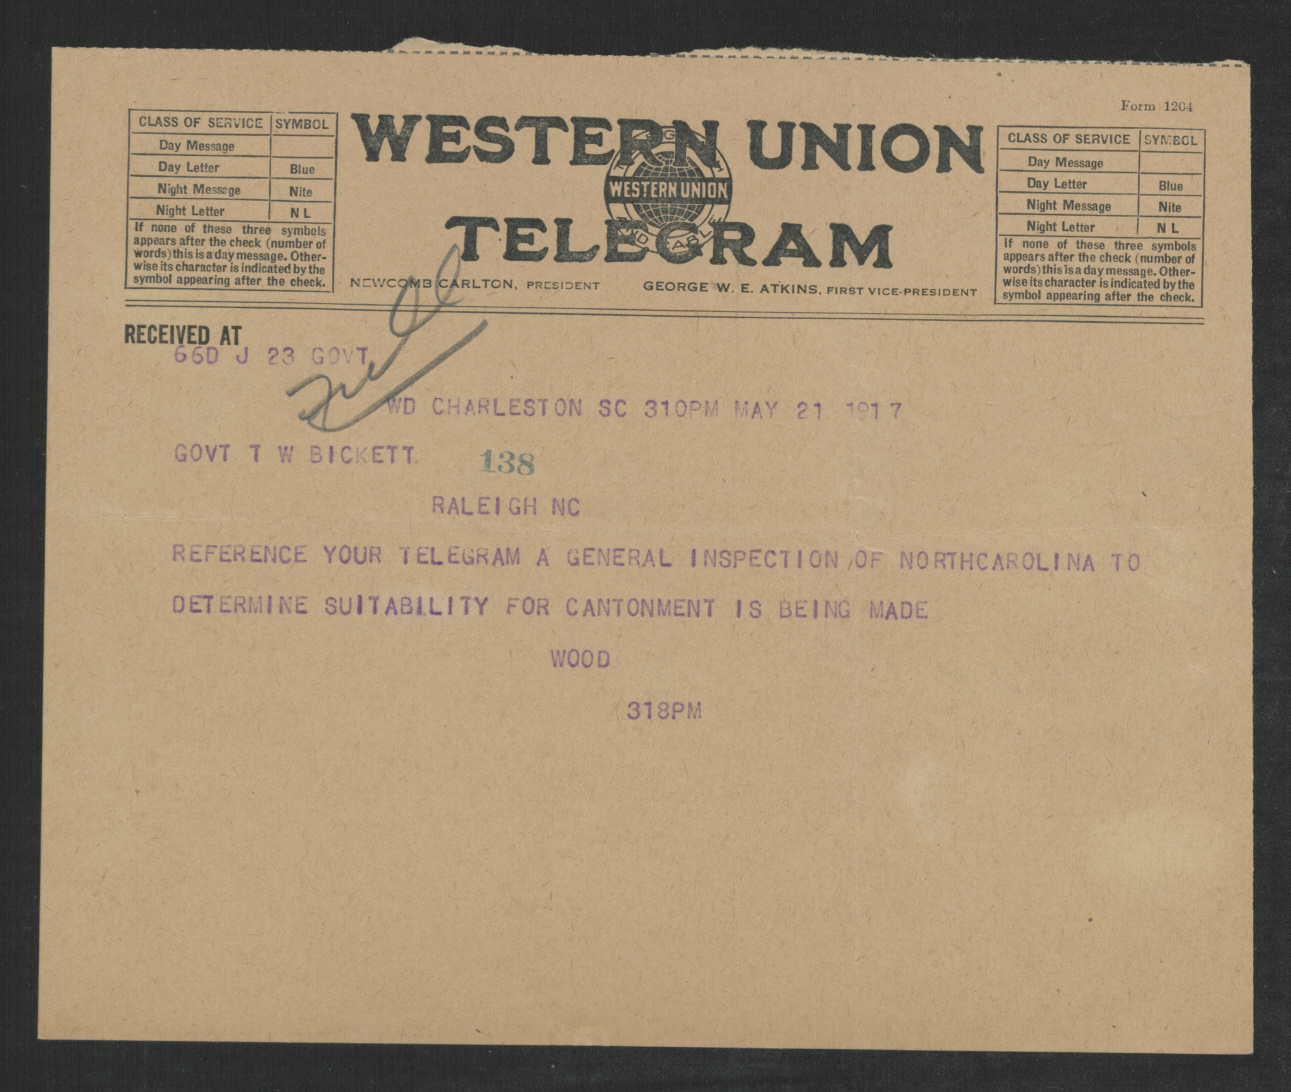 Form 1204
CLASS OF SERVICE SYMBOL
Day Message
Day Letter Blue
Night Message Nite
Night Letter N L
If none of these three symbols
appears after the check (number of
words) this is a day message. Other-
wise its character is indicated by the
symbol appearing after the check.
WESTERN UNION
WESTERN UNION
TELEGRAM
AND CABLE
NEWCOMB CARLTON, PRESIDENT
GEORGE W. E. ATKINS, FIRST VICE-PRESIDENT
CLASS OF SERVICE SYMBOL
Day Message
Day Letter Blue
Night Message Nite
Night Letter N L
If none of these three symbols
appears after the check (number of
words) this is a day message. Other-
wise its character is indicated by the
symbol appearing after the check.
RECEIVED AT
66D J 23 GOVT
WD CHARLESTON SC 310PM MAY 21 1917
GOVT T W BICKETT 138
RALEIGH NC
REFERENCE YOUR TELEGRAM A GENERAL INSPECTION OF NORTHCAROLINA TO
DETERMINE SUITABILITY FOR CANTONMENT IS BEING MADE
WOOD
318PM